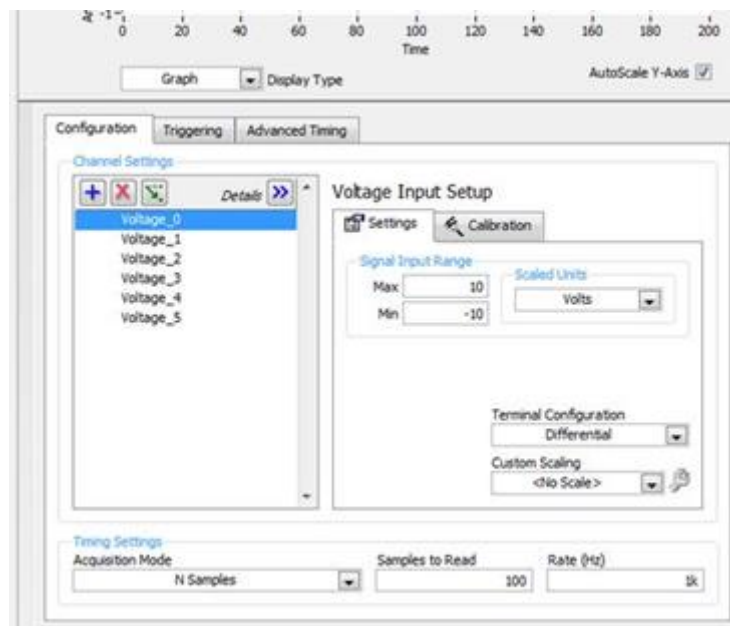 -1
0 20 40 60 80 100 120 140 160 180 200
Time
Graph Display Type AutoScale Y-Axis
Configuration Triggering Advanced Timing
Channel Settings
Details
Voltage_0
Voltage_1
Voltage_2
Voltage_3
Voltage_4
Voltage_5
Voltage Input Setup
Settings Calibration
Signal Input Range
Max 10
Min -10
Scaled Units
Volts
Terminal Configuration
Differential
Custom Scaling
<No Scale>
Timing Settings
Acquisition Mode Samples to Read Rate (Hz)
N Samples 100 1k